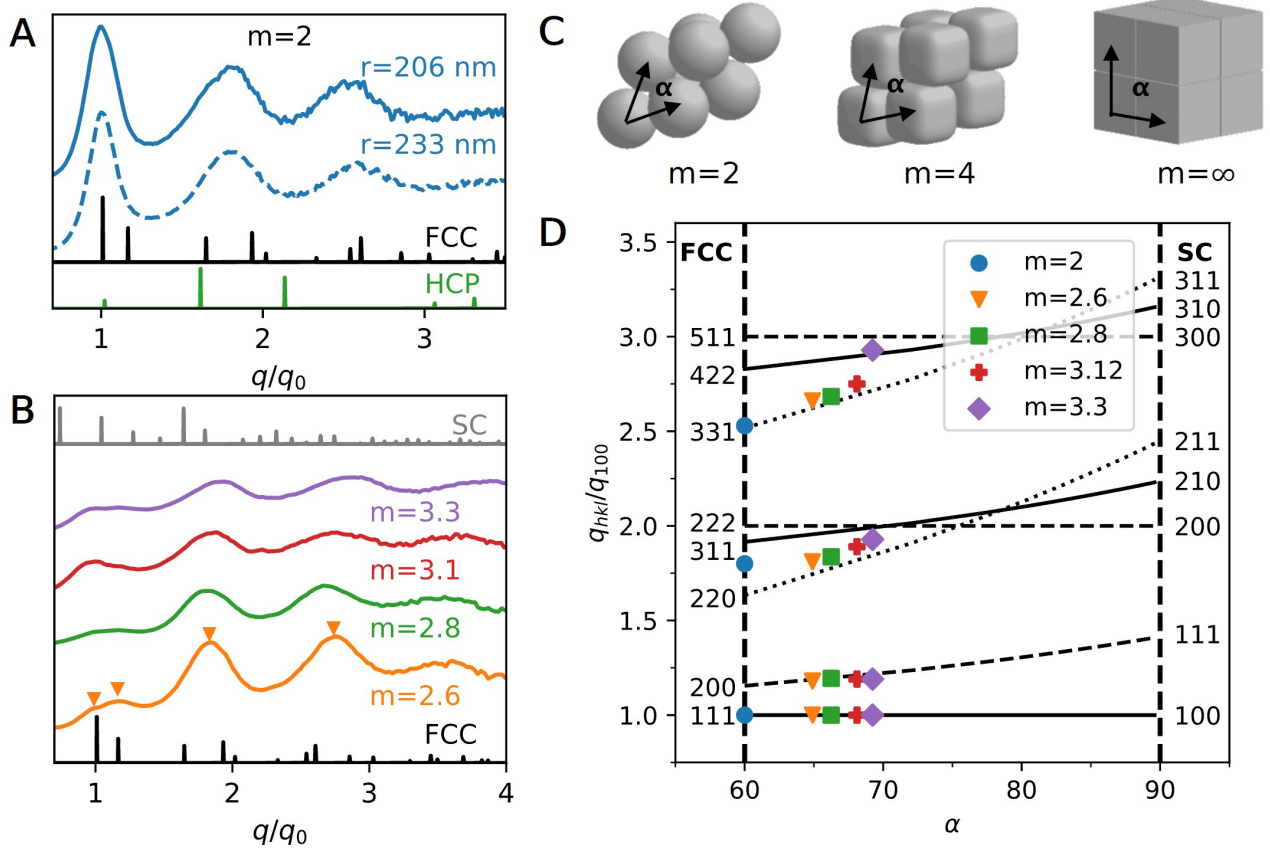 A
m=2
r=206 nm
r=233 nm
FCC
HCP
1 2 3
q/q₀
B
SC
m=3.3
m=3.1
m=2.8
m=2.6
FCC
1 2 3 4
q/q₀
C
α α α
m=2 m=4 m=∞
D
FCC SC
m=2
m=2.6
m=2.8
m=3.12
m=3.3
3.5
3.0
2.5
2.0
1.5
1.0
q_hkl/q_100
511
422
331
222
311
220
200
111
311
310
300
211
210
200
111
100
60 70 80 90
α